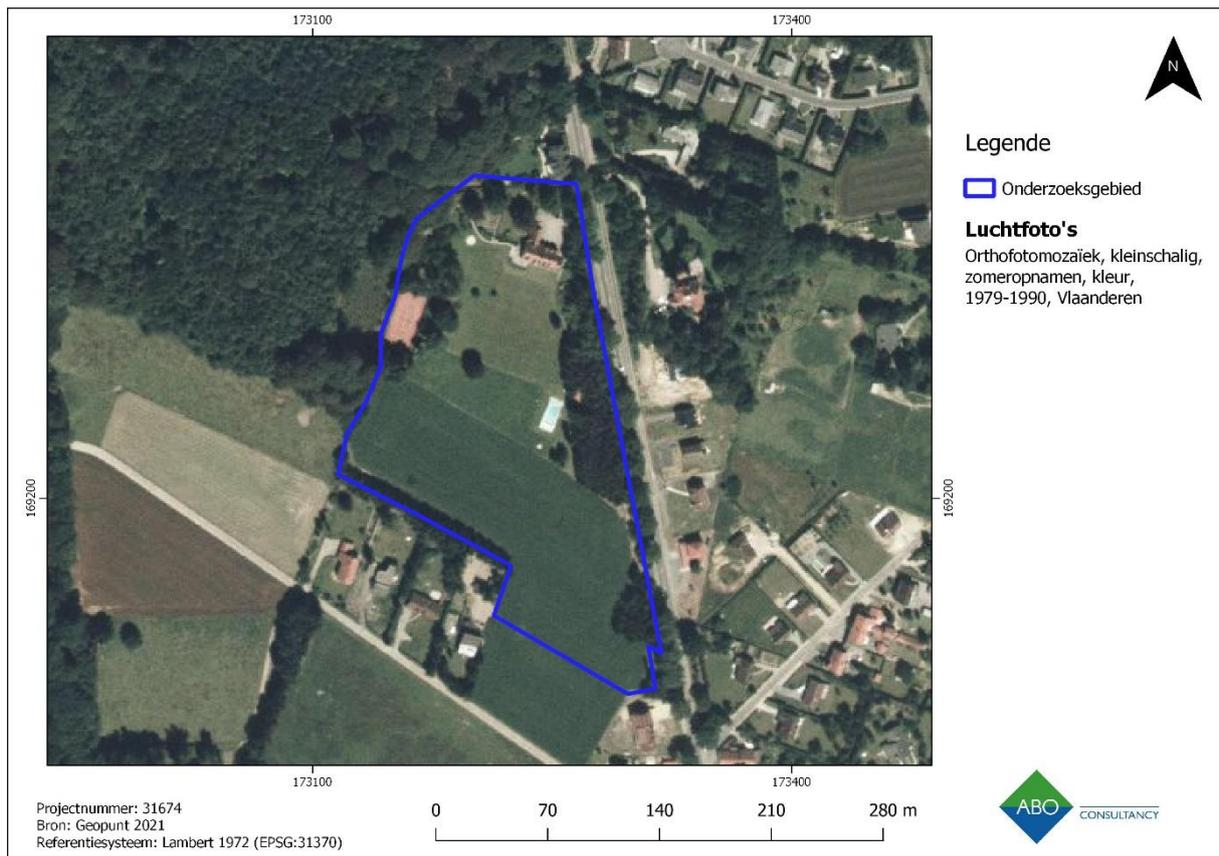 173100
173400
N
Legende
Onderzoeksgebied
Luchtfoto's
Orthofotomozaïek, kleinschalig,
zomeropnamen, kleur,
1979-1990, Vlaanderen
169200
169200
173100
173400
Projectnummer: 31674
Bron: Geopunt 2021
Referentiesysteem: Lambert 1972 (EPSG:31370)
0 70 140 210 280 m
ABO
CONSULTANCY